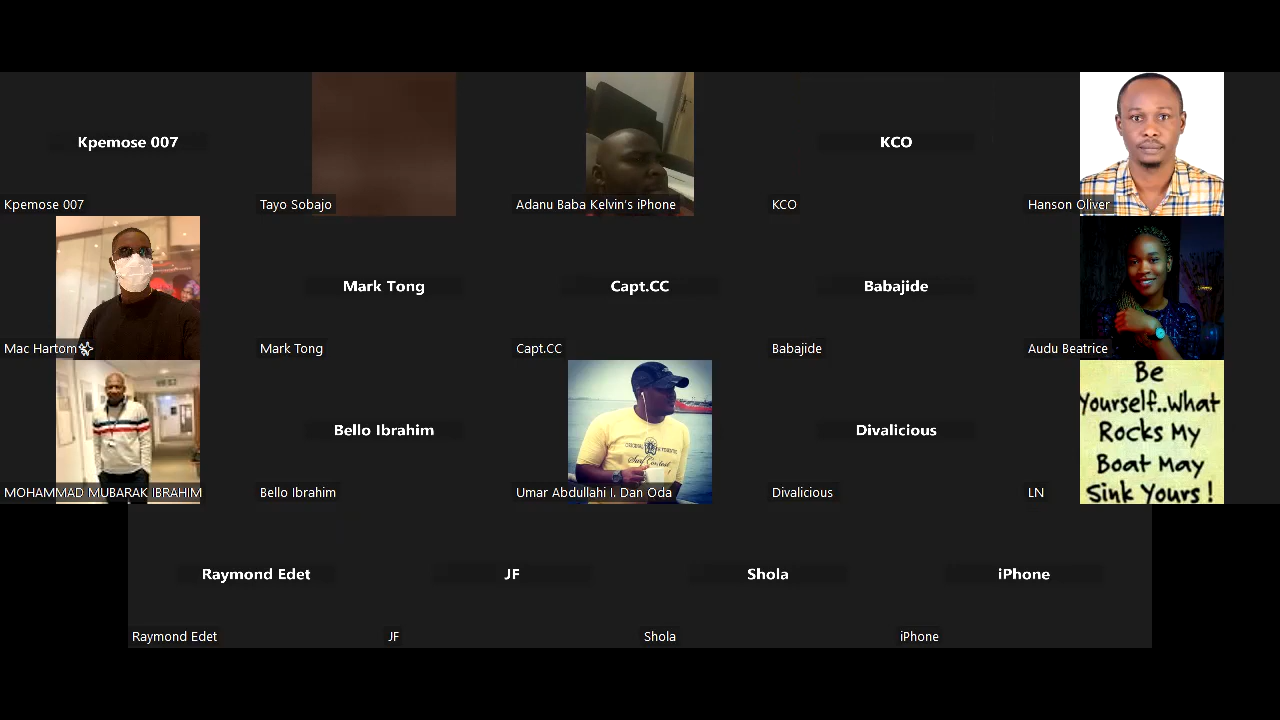 Kpemose 007
KCO
Kpemose 007
Tayo Sobajo
Adanu Baba Kelvin's iPhone
KCO
Hanson Oliver
Mark Tong
Capt.CC
Babajide
Mac Hartom
Mark Tong
Capt.CC
Babajide
Audu Beatrice
Be
Yourself..What
Rocks My
Boat May
Sink Yours !
Bello Ibrahim
Divalicious
ORIGINAL
Surf Contest
MOHAMMAD MUBARAK IBRAHIM
Bello Ibrahim
Umar Abdullahi I. Dan Oda
Divalicious
LN
Raymond Edet
JF
Shola
iPhone
Raymond Edet
JF
Shola
iPhone